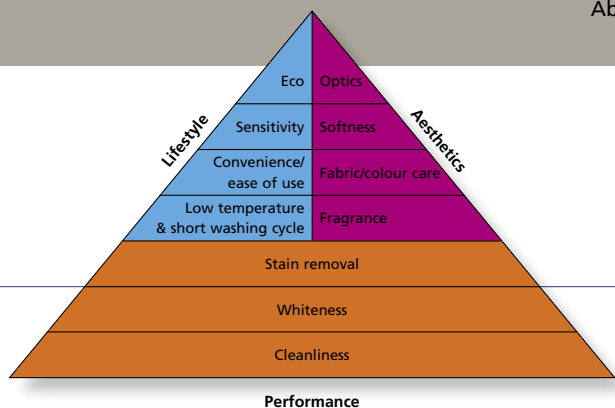 Ab
Eco
Optics
Lifestyle
Aesthetics
Sensitivity
Softness
Convenience/
ease of use
Fabric/colour care
Low temperature
& short washing cycle
Fragrance
Stain removal
Whiteness
Cleanliness
Performance